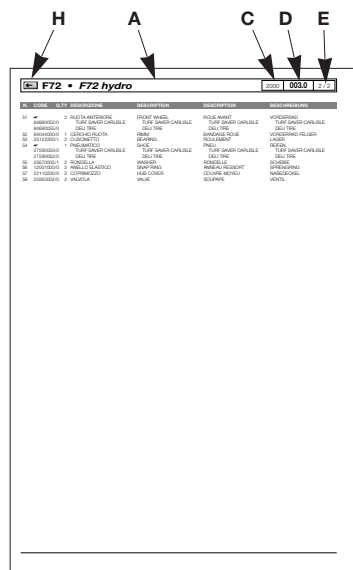 H A C D E
F72 • F72 hydro 2000 003.0 2 / 2
N. CODE Q.TY DESCRIZIONE DESCRIPTION DESCRIPTION BESCHREIBUNG
51 2 RUOTA ANTERIORE FRONT WHEEL ROUE AVANT VORDERRAD
TURF SAVER CARLISLE TURF SAVER CARLISLE TURF SAVER CARLISLE TURF SAVER CARLISLE
DELI TIRE DELI TIRE DELI TIRE DELI TIRE
52 1 CERCHIO RUOTA RIMM BANDAGE ROUE VORDERRAD FELGER
53 2 CUSCINETTO BEARING ROULEMENT LAGER
54 1 PNEUMATICO SHOE PNEU REIFEN
TURF SAVER CARLISLE TURF SAVER CARLISLE TURF SAVER CARLISLE TURF SAVER CARLISLE
DELI TIRE DELI TIRE DELI TIRE DELI TIRE
55 2 RONDELLA WASHER RONDELLE SCHEIBE
56 2 ANELLO ELASTICO SNAP RING ANNEAU RESSORT SPRENGRING
57 2 COPRIMOZZO HUB COVER COUVRE MOYEU NABEDECKEL
58 2 VALVOLA VALVE SOUPAPE VENTIL